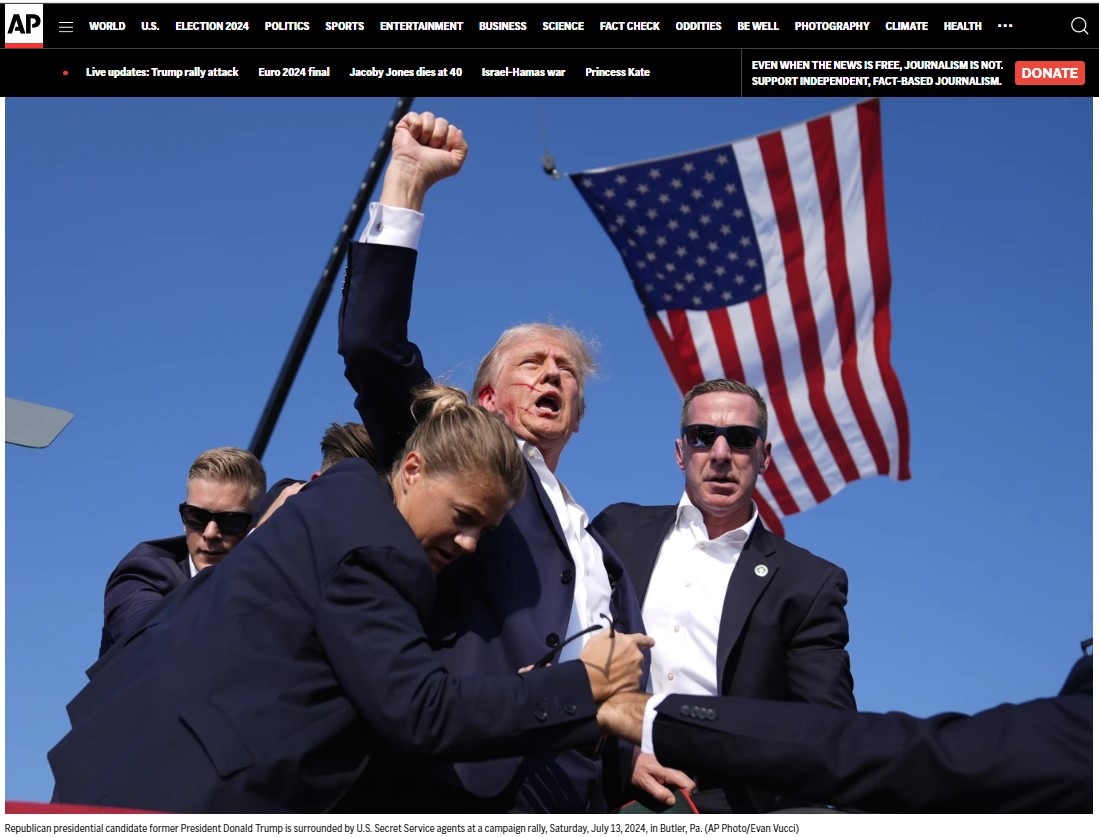 AP
WORLD U.S. ELECTION 2024 POLITICS SPORTS ENTERTAINMENT BUSINESS SCIENCE FACT CHECK ODDITIES BE WELL PHOTOGRAPHY CLIMATE HEALTH ...
Live updates: Trump rally attack Euro 2024 final Jacoby Jones dies at 40 Israel-Hamas war Princess Kate
EVEN WHEN THE NEWS IS FREE, JOURNALISM IS NOT.
SUPPORT INDEPENDENT, FACT-BASED JOURNALISM.
DONATE
Republican presidential candidate former President Donald Trump is surrounded by U.S. Secret Service agents at a campaign rally, Saturday, July 13, 2024, in Butler, Pa. (AP Photo/Evan Vucci)